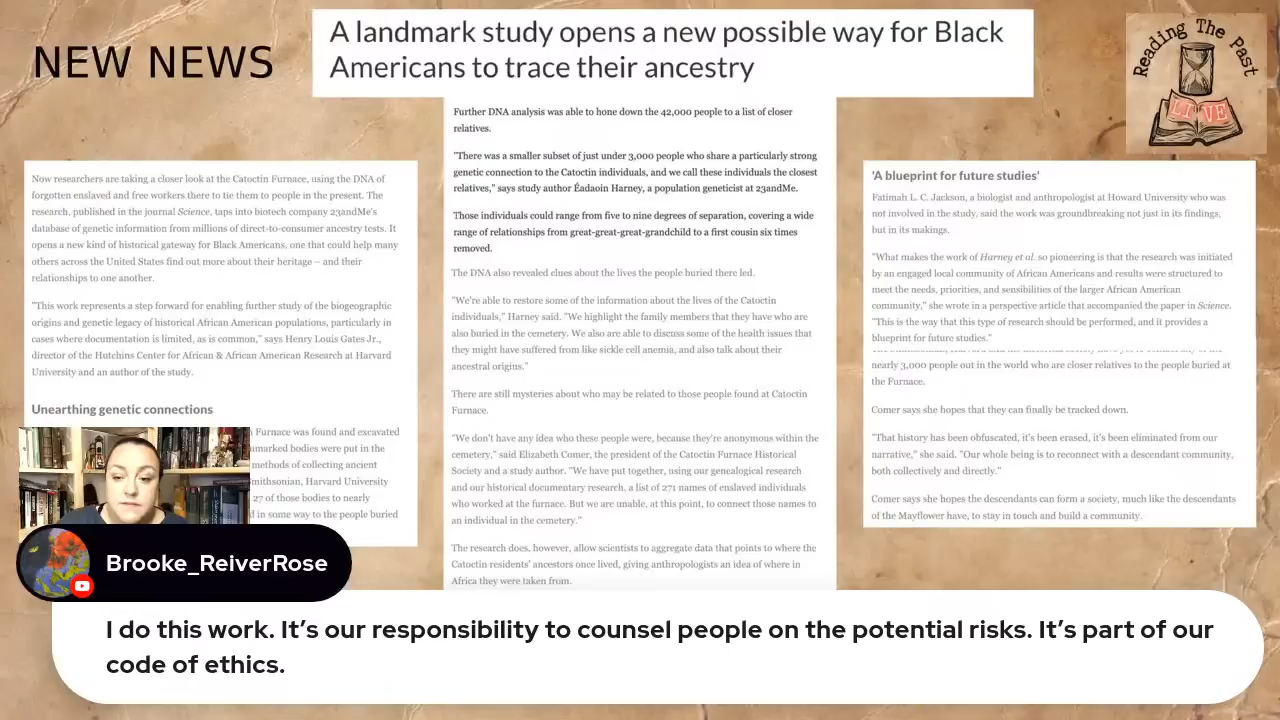 NEW NEWS
A landmark study opens a new possible way for Black
Americans to trace their ancestry
Reading The Past
LIVE
Now researchers are taking a closer look at the Catoctin Furnace, using the DNA of
forgotten enslaved and free workers there to tie them to people in the present. The
research, published in the journal Science, taps into biotech company 23andMe's
database of genetic information from millions of direct-to-consumer ancestry tests. It
opens a new kind of historical gateway for Black Americans, one that could help many
others across the United States find out more about their heritage – and their
relationships to one another.
"This work represents a step forward for enabling further study of the biogeographic
origins and genetic legacy of historical African American populations, particularly in
cases where documentation is limited, as is common," says Henry Louis Gates Jr.,
director of the Hutchins Center for African & African American Research at Harvard
University and an author of the study.
Unearthing genetic connections
Furnace was found and excavated
unmarked bodies were put in the
methods of collecting ancient
Smithsonian, Harvard University
27 of those bodies to nearly
in some way to the people buried
Further DNA analysis was able to hone down the 42,000 people to a list of closer
relatives.
"There was a smaller subset of just under 3,000 people who share a particularly strong
genetic connection to the Catoctin individuals, and we call these individuals the closest
relatives," says study author Éadaoin Harney, a population geneticist at 23andMe.
Those individuals could range from five to nine degrees of separation, covering a wide
range of relationships from great-great-great-grandchild to a first cousin six times
removed.
The DNA also revealed clues about the lives the people buried there led.
"We're able to restore some of the information about the lives of the Catoctin
individuals," Harney said. "We highlight the family members that they have who are
also buried in the cemetery. We also are able to discuss some of the health issues that
they might have suffered from like sickle cell anemia, and also talk about their
ancestral origins."
There are still mysteries about who may be related to those people found at Catoctin
Furnace.
"We don't have any idea who these people were, because they're anonymous within the
cemetery," said Elizabeth Comer, the president of the Catoctin Furnace Historical
Society and a study author. "We have put together, using our genealogical research
and our historical documentary research, a list of 271 names of enslaved individuals
who worked at the furnace. But we are unable, at this point, to connect those names to
an individual in the cemetery."
The research does, however, allow scientists to aggregate data that points to where the
Catoctin residents' ancestors once lived, giving anthropologists an idea of where in
Africa they were taken from.
'A blueprint for future studies'
Fatimah L. C. Jackson, a biologist and anthropologist at Howard University who was
not involved in the study, said the work was groundbreaking not just in its findings,
but in its makings.
"What makes the work of Harney et al. so pioneering is that the research was initiated
by an engaged local community of African Americans and results were structured to
meet the needs, priorities, and sensibilities of the larger African American
community," she wrote in a perspective article that accompanied the paper in Science.
"This is the way that this type of research should be performed, and it provides a
blueprint for future studies."
nearly 3,000 people out in the world who are closer relatives to the people buried at
the Furnace.
Comer says she hopes that they can finally be tracked down.
"That history has been obfuscated, it's been erased, it's been eliminated from our
narrative," she said. "Our whole being is to reconnect with a descendant community,
both collectively and directly."
Comer says she hopes the descendants can form a society, much like the descendants
of the Mayflower have, to stay in touch and build a community.
Brooke_ReiverRose
I do this work. It's our responsibility to counsel people on the potential risks. It's part of our
code of ethics.